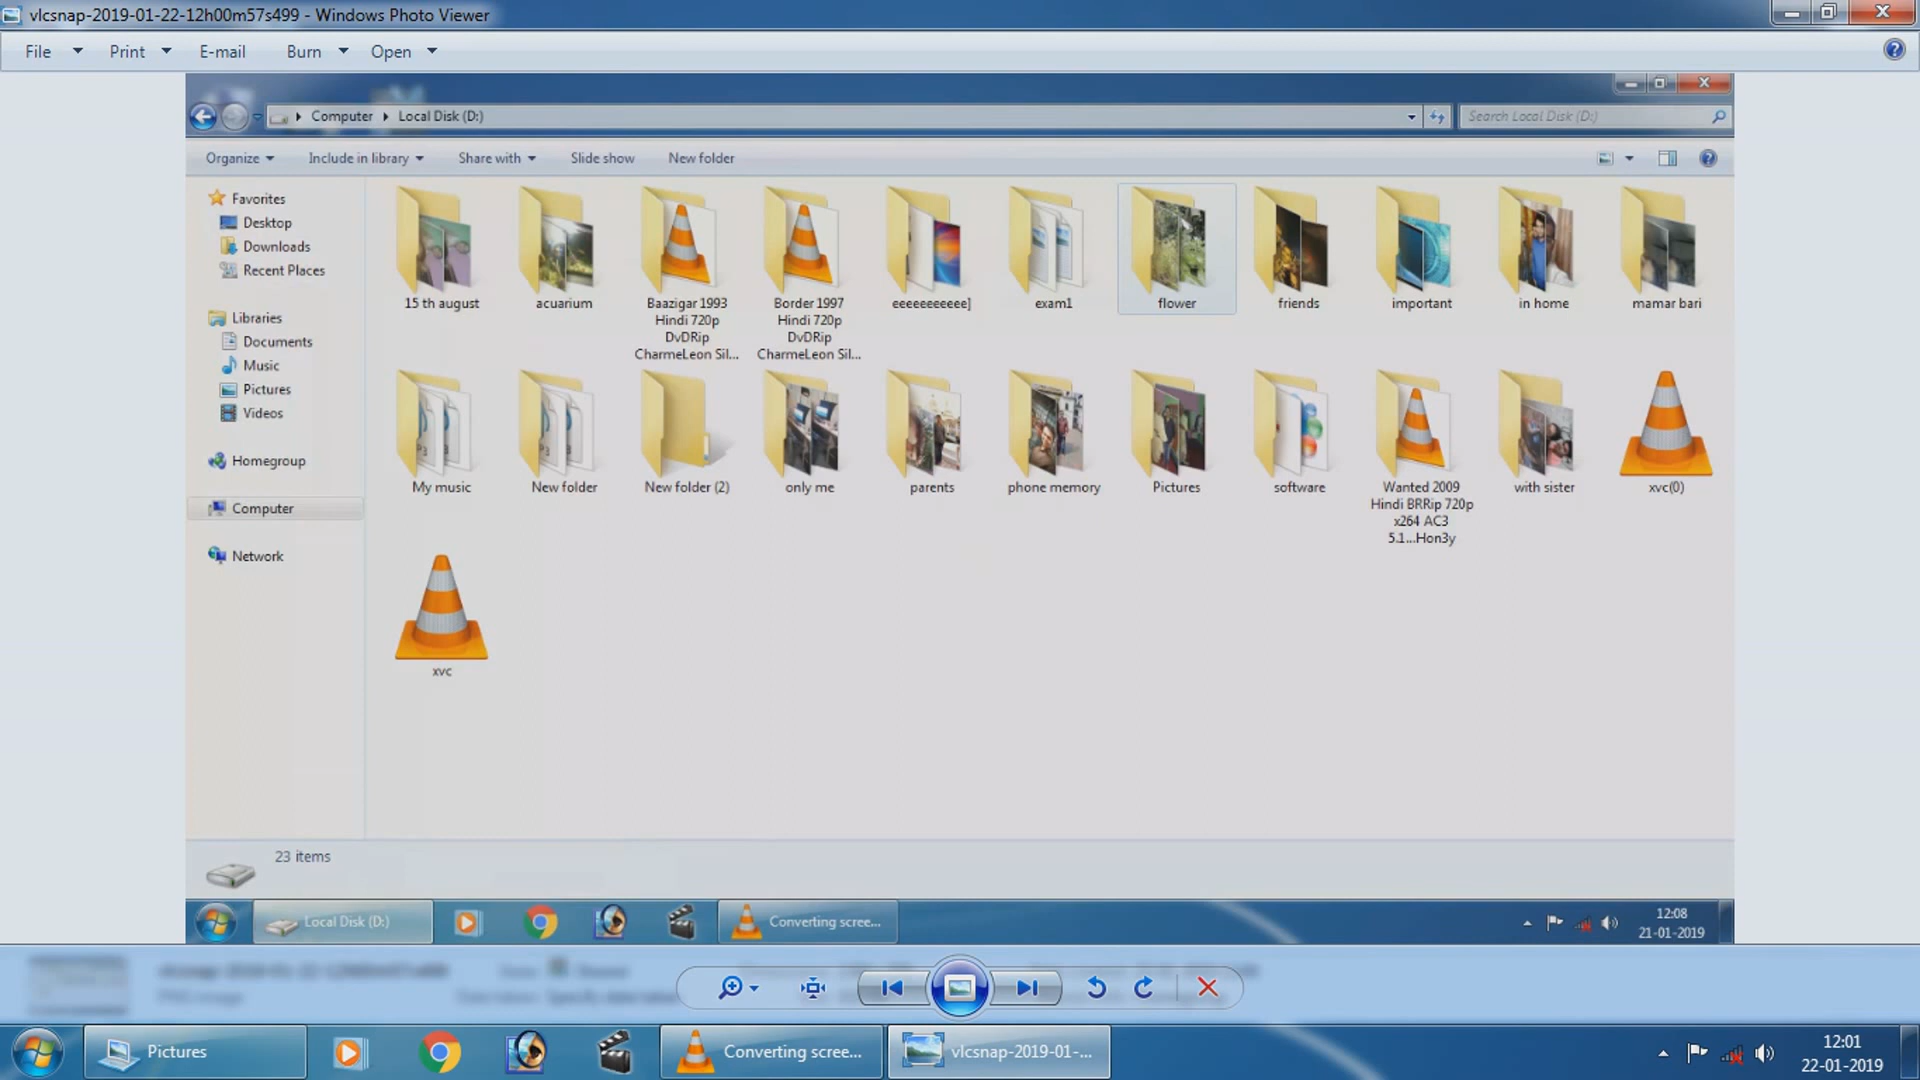 vlcsnap-2019-01-22-12h00m57s499 - Windows Photo Viewer
File Print E-mail Burn Open
Computer Local Disk (D:) Search Local Disk (D:)
Organize Include in library Share with Slide show New folder
Favorites
Desktop
Downloads
Recent Places
Libraries
Documents
Music
Pictures
Videos
Homegroup
Computer
Network
15 th august
acuarium
Baazigar 1993
Hindi 720p
DvDRip
CharmeLeon Sil...
Border 1997
Hindi 720p
DvDRip
CharmeLeon Sil...
eeeeeeeeeee]
exam1
flower
friends
important
in home
mamar bari
My music
New folder
New folder (2)
only me
parents
phone memory
Pictures
software
Wanted 2009
Hindi BRRip 720p
x264 AC3
5.1...Hon3y
with sister
xvc(0)
xvc
23 items
Local Disk (D:)
Converting scree...
12:08
21-01-2019
Pictures
Converting scree...
vlcsnap-2019-01-...
12:01
22-01-2019